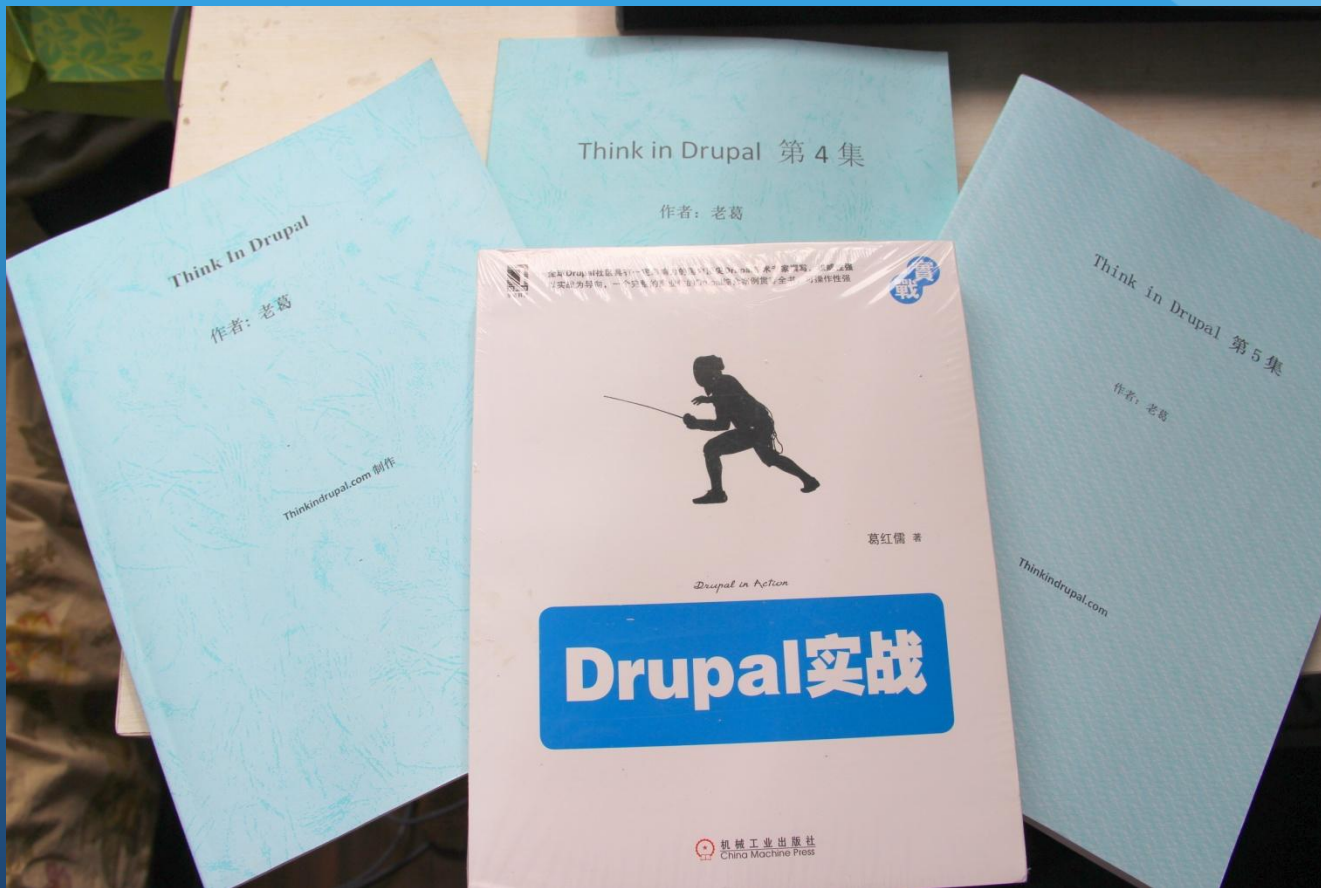 Think In Drupal
作者：老葛
Thinkindrupal.com 制作
Think in Drupal 第 4 集
作者：老葛
Think in Drupal 第 5 集
作者：老葛
Thinkindrupal.com
實戰
葛红儒 著
Drupal in Action
Drupal实战
机械工业出版社
China Machine Press